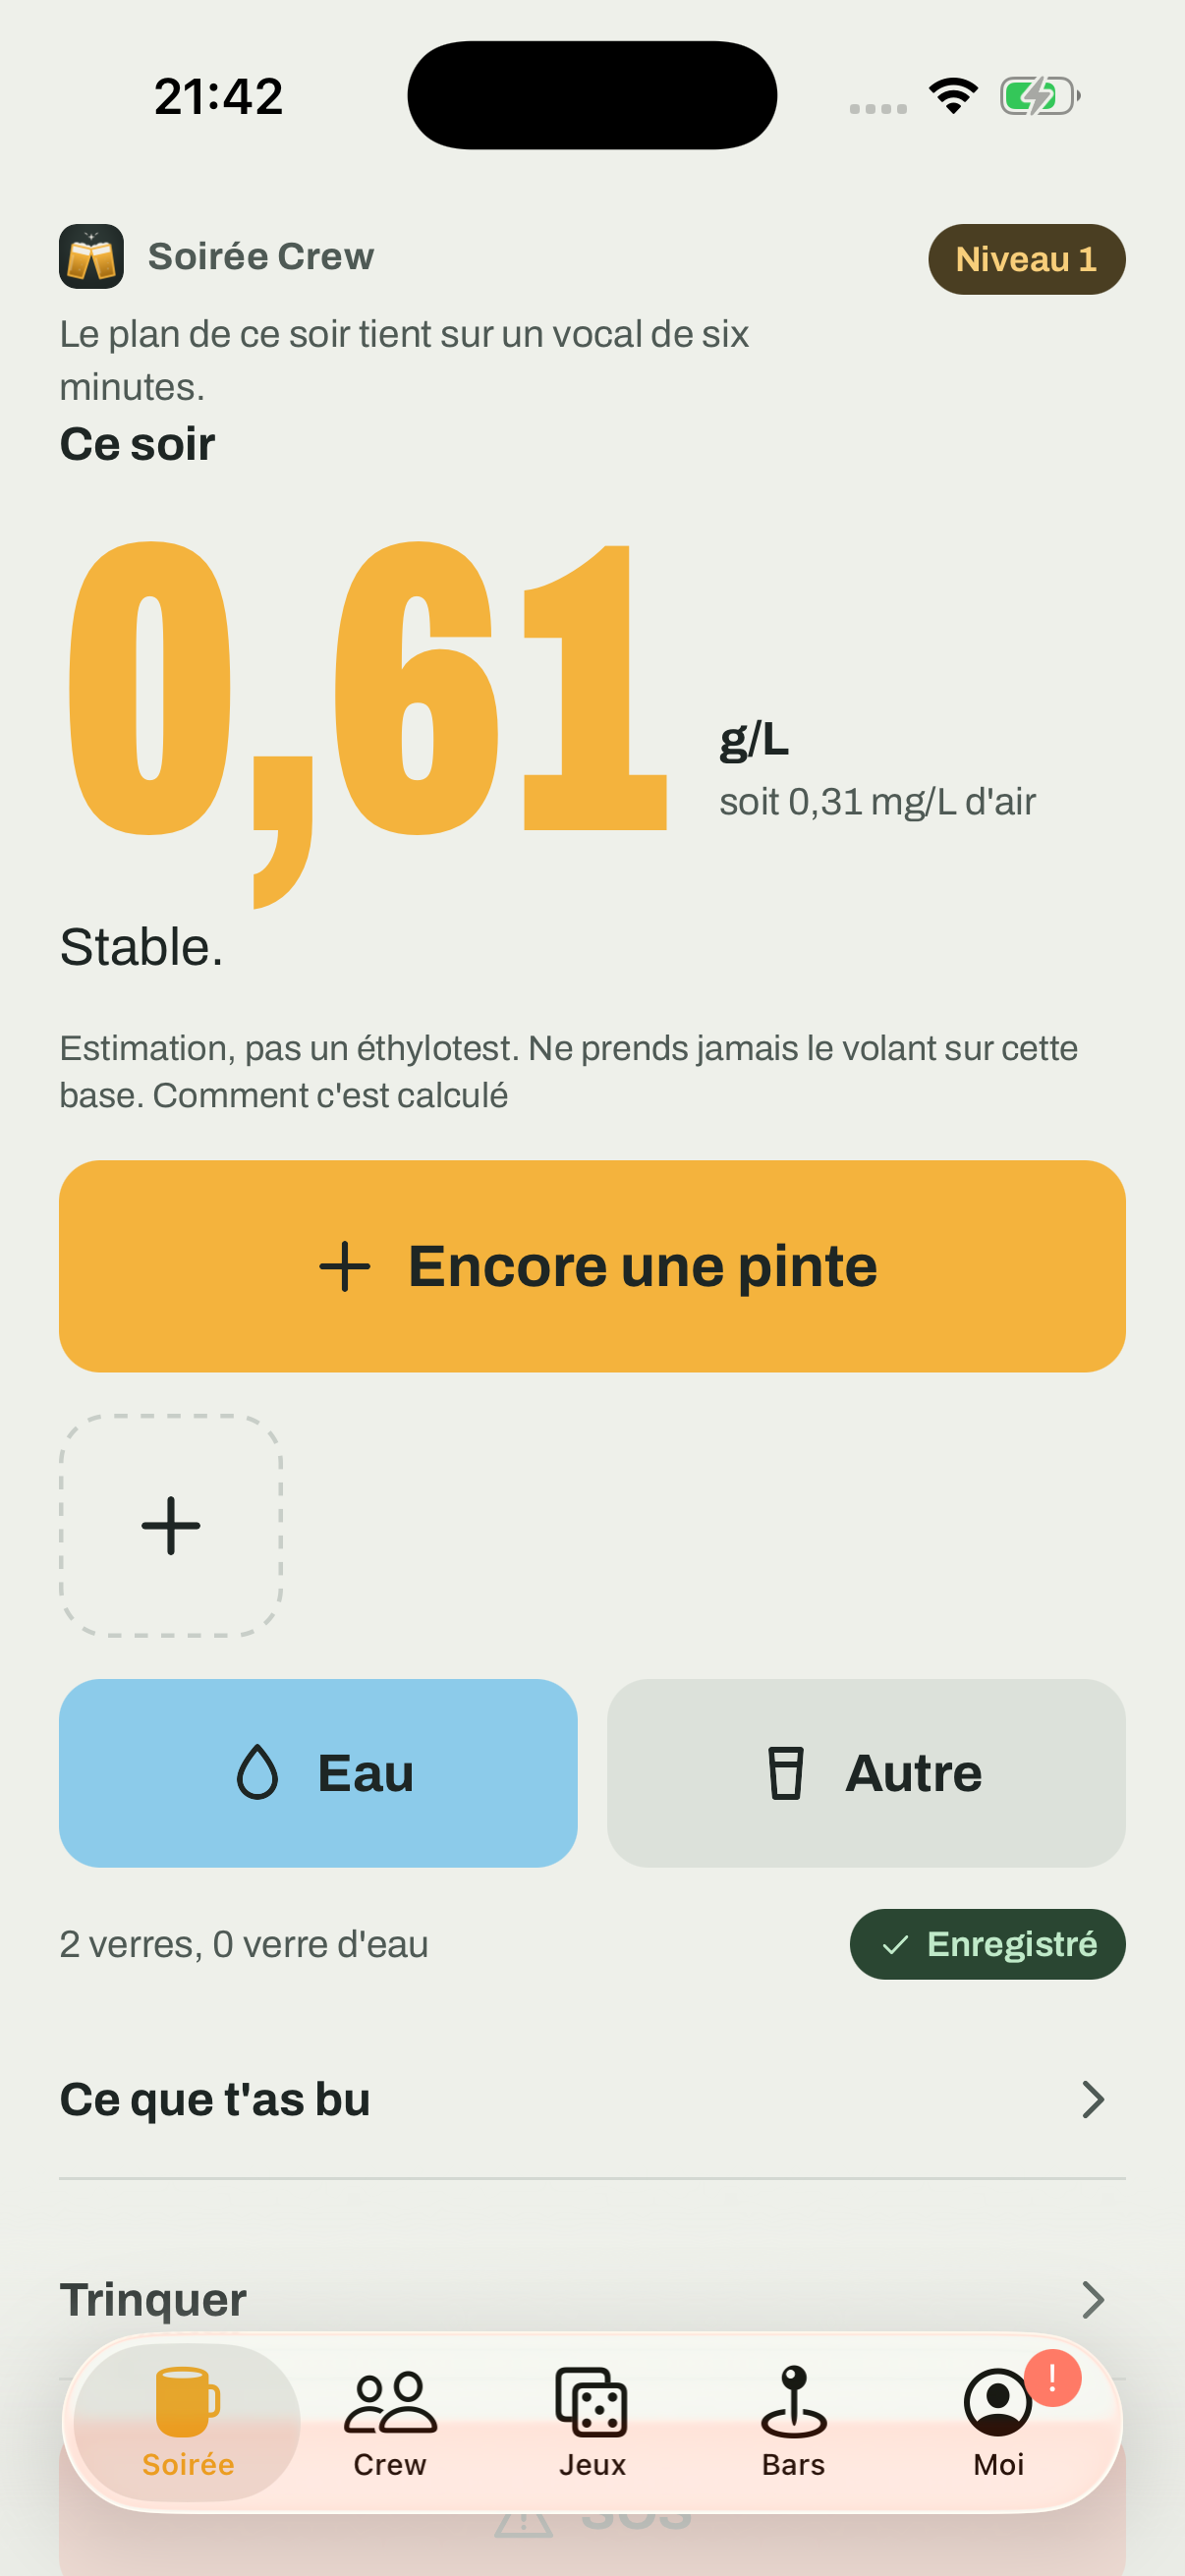 21:42
Soirée Crew
Niveau 1
Le plan de ce soir tient sur un vocal de six
minutes.
Ce soir
0,61
g/L
soit 0,31 mg/L d'air
Stable.
Estimation, pas un éthylotest. Ne prends jamais le volant sur cette
base. Comment c'est calculé
Encore une pinte
Eau
Autre
2 verres, 0 verre d'eau
Enregistré
Ce que t'as bu
Trinquer
!
Soirée
Crew
Jeux
Bars
Moi
SOS